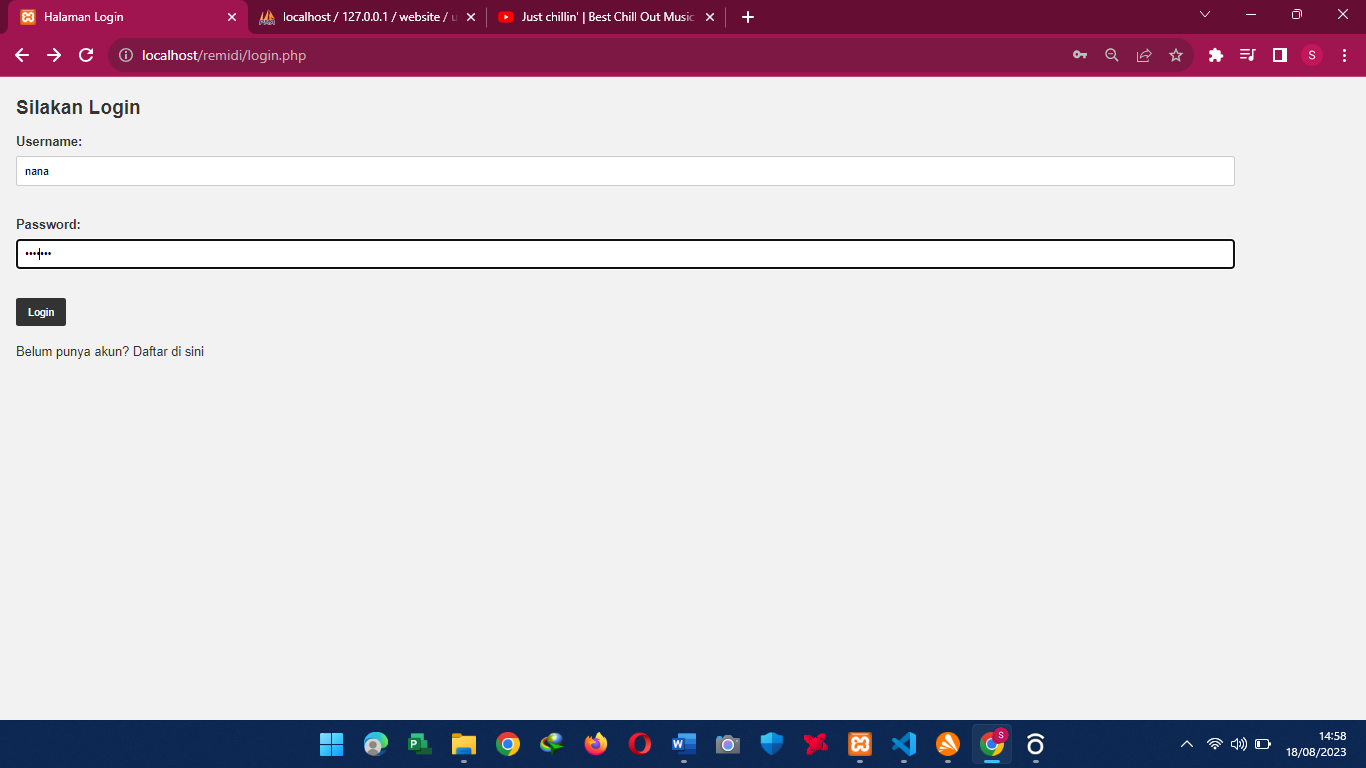 Halaman Login
localhost / 127.0.0.1 / website / u
Just chillin' | Best Chill Out Music
localhost/remidi/login.php
S
Silakan Login
Username:
nana
Password:
•••••••
Login
Belum punya akun? Daftar di sini
S
14:58
18/08/2023